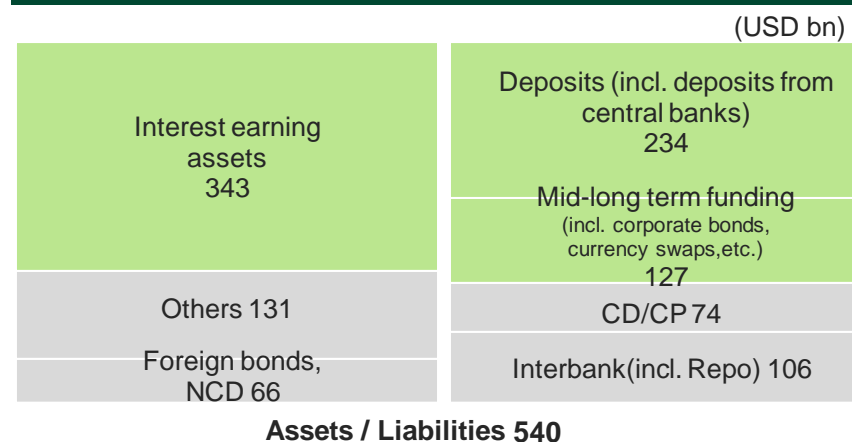 (USD bn)
Interest earning
assets
343
Others 131
Foreign bonds,
NCD 66
Deposits (incl. deposits from
central banks)
234
Mid-long term funding
(incl. corporate bonds,
currency swaps,etc.)
127
CD/CP 74
Interbank(incl. Repo) 106
Assets / Liabilities 540